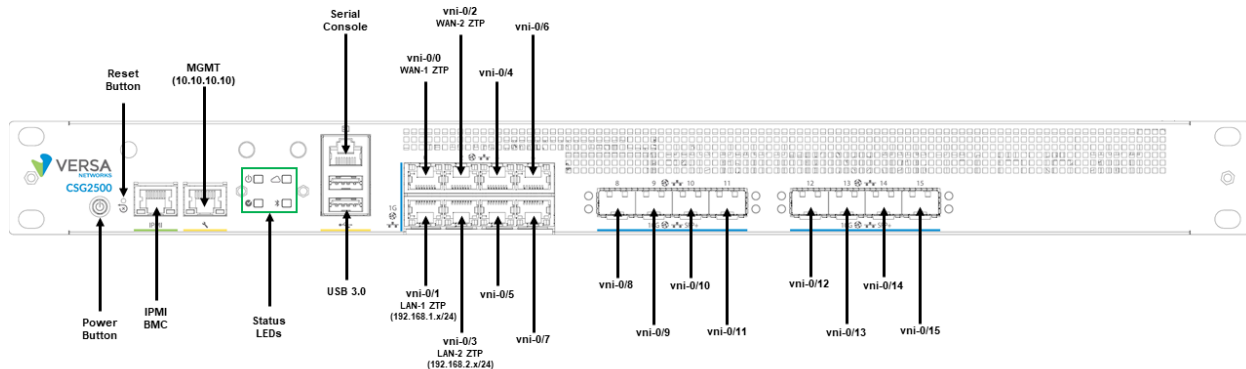 Serial
Console
vni-0/2
WAN-2 ZTP
vni-0/6
vni-0/0
WAN-1 ZTP
vni-0/4
MGMT
(10.10.10.10)
Reset
Button
VERSA
NETWORKS
CSG2500
IPMI
1G
8
9
10
11
12
13
14
15
USB 3.0
vni-0/1
LAN-1 ZTP
(192.168.1.x/24)
vni-0/5
vni-0/3
LAN-2 ZTP
(192.168.2.x/24)
vni-0/7
vni-0/8
vni-0/10
vni-0/9
vni-0/11
vni-0/12
vni-0/14
vni-0/13
vni-0/15
Power
Button
IPMI
BMC
Status
LEDs